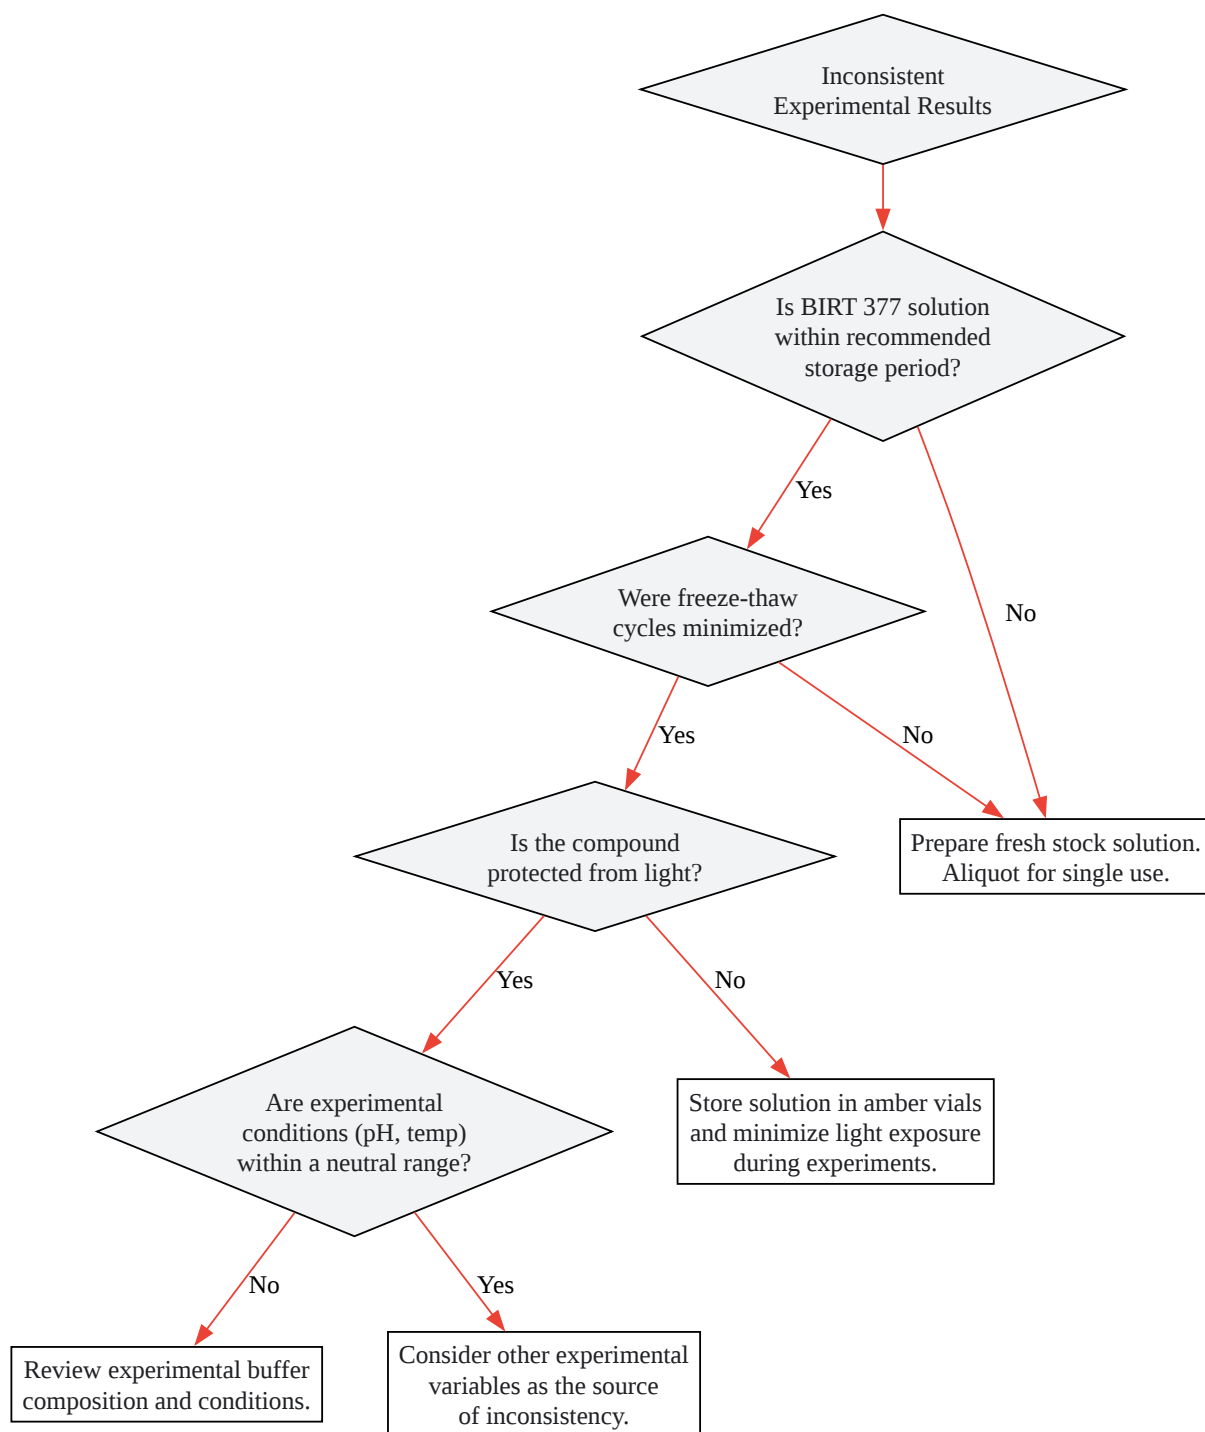 Inconsistent
Experimental Results
Is BIRT 377 solution
within recommended
storage period?
Yes
No
Were freeze-thaw
cycles minimized?
Yes
No
Is the compound
protected from light?
Prepare fresh stock solution.
Aliquot for single use.
Yes
No
Are experimental
conditions (pH, temp)
within a neutral range?
Store solution in amber vials
and minimize light exposure
during experiments.
No
Yes
Review experimental buffer
composition and conditions.
Consider other experimental
variables as the source
of inconsistency.